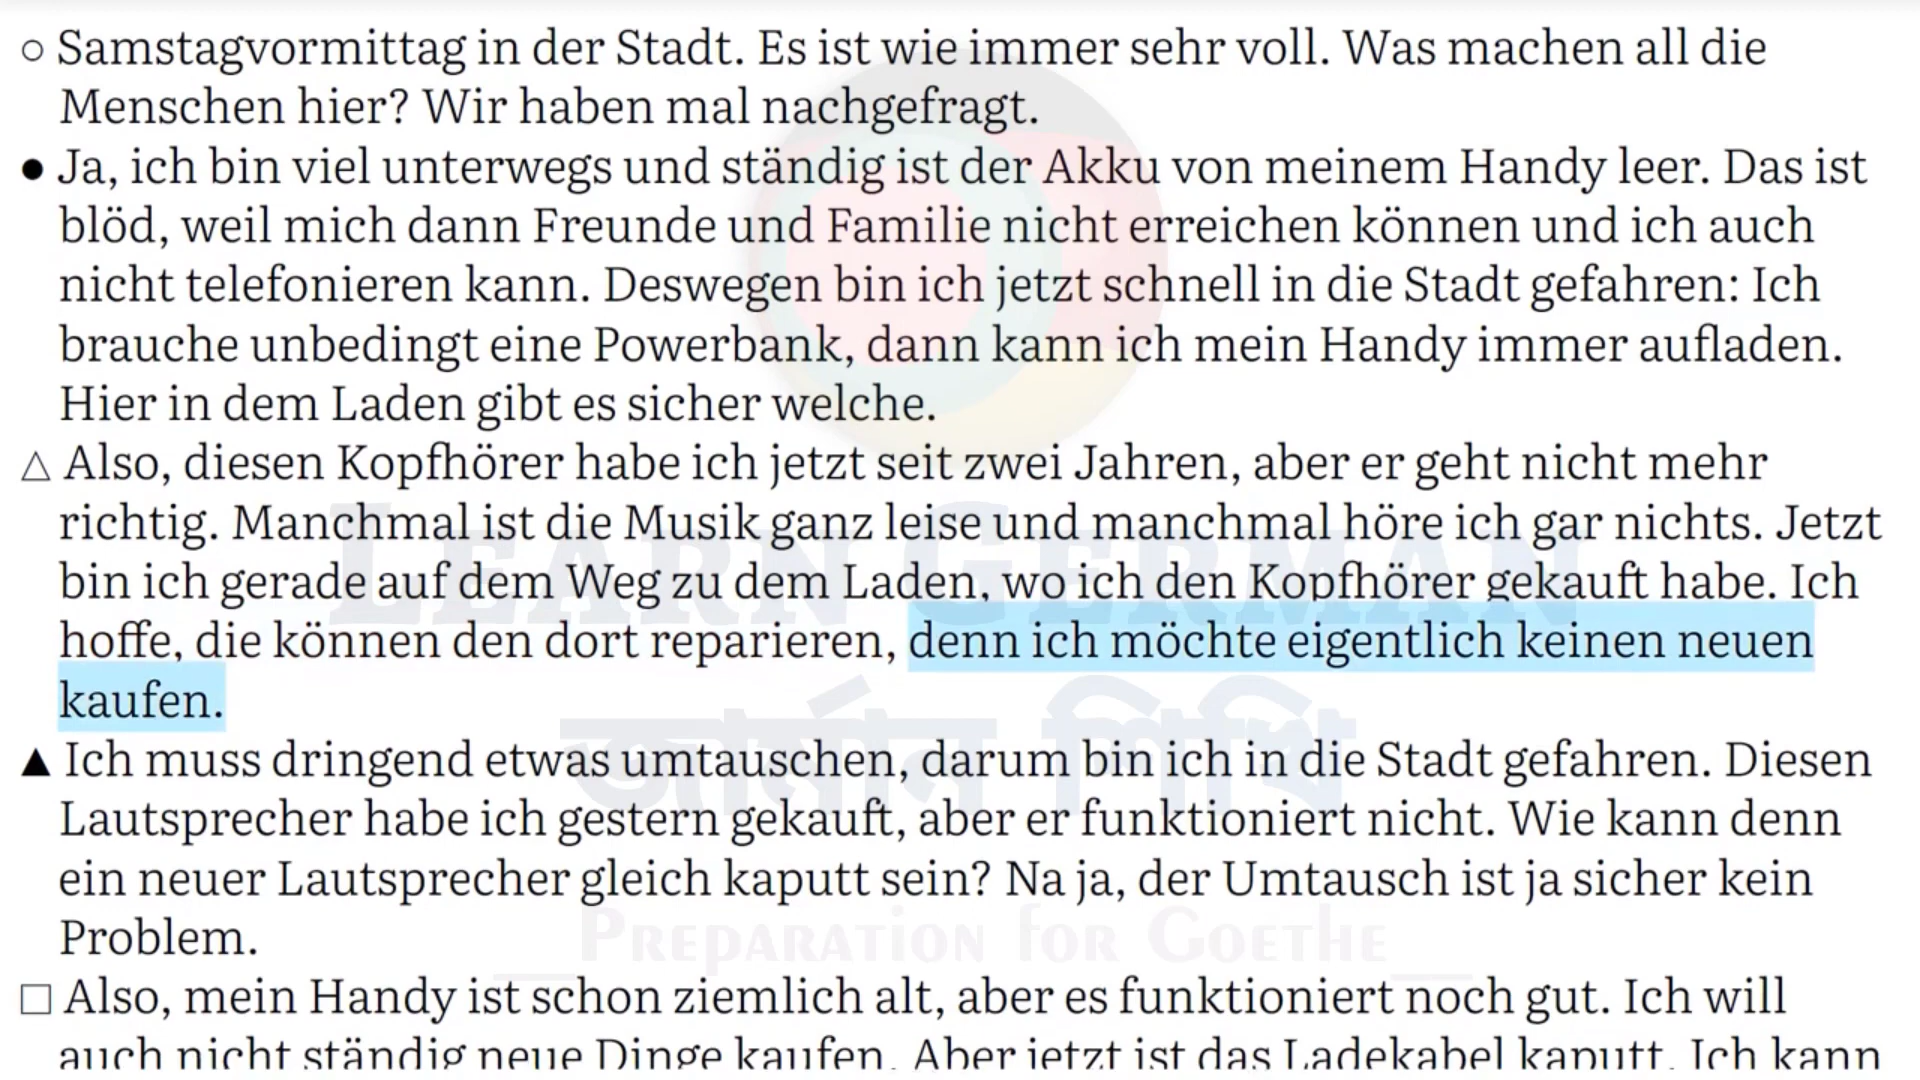 ○ Samstagvormittag in der Stadt. Es ist wie immer sehr voll. Was machen all die
Menschen hier? Wir haben mal nachgefragt.
● Ja, ich bin viel unterwegs und ständig ist der Akku von meinem Handy leer. Das ist
blöd, weil mich dann Freunde und Familie nicht erreichen können und ich auch
nicht telefonieren kann. Deswegen bin ich jetzt schnell in die Stadt gefahren: Ich
brauche unbedingt eine Powerbank, dann kann ich mein Handy immer aufladen.
Hier in dem Laden gibt es sicher welche.
△ Also, diesen Kopfhörer habe ich jetzt seit zwei Jahren, aber er geht nicht mehr
richtig. Manchmal ist die Musik ganz leise und manchmal höre ich gar nichts. Jetzt
bin ich gerade auf dem Weg zu dem Laden, wo ich den Kopfhörer gekauft habe. Ich
hoffe, die können den dort reparieren, denn ich möchte eigentlich keinen neuen
kaufen.
▲ Ich muss dringend etwas umtauschen, darum bin ich in die Stadt gefahren. Diesen
Lautsprecher habe ich gestern gekauft, aber er funktioniert nicht. Wie kann denn
ein neuer Lautsprecher gleich kaputt sein? Na ja, der Umtausch ist ja sicher kein
Problem.
□ Also, mein Handy ist schon ziemlich alt, aber es funktioniert noch gut. Ich will
auch nicht ständig neue Dinge kaufen. Aber jetzt ist das Ladekabel kaputt. Ich kann
LEARN GERMAN
জার্মান শিখি
PREPARATION FOR GOETHE